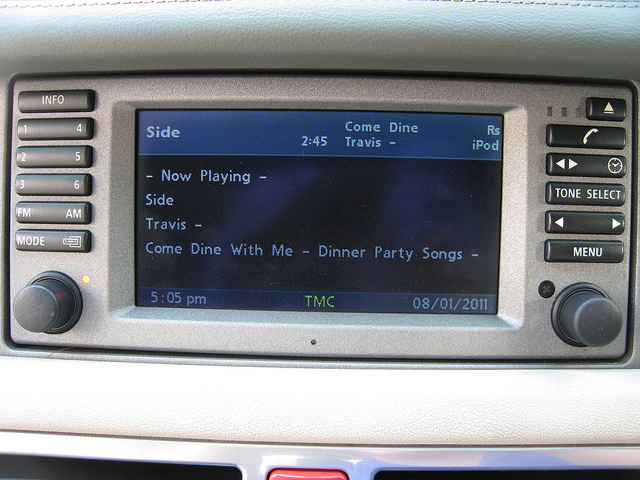 INFO
1 4
2 5
3 6
FM AM
MODE
Side
2:45
Come Dine
Travis –
Rs
iPod
– Now Playing –
Side
Travis –
Come Dine With Me – Dinner Party Songs –
5:05 pm
TMC
08/01/2011
TONE SELECT
MENU